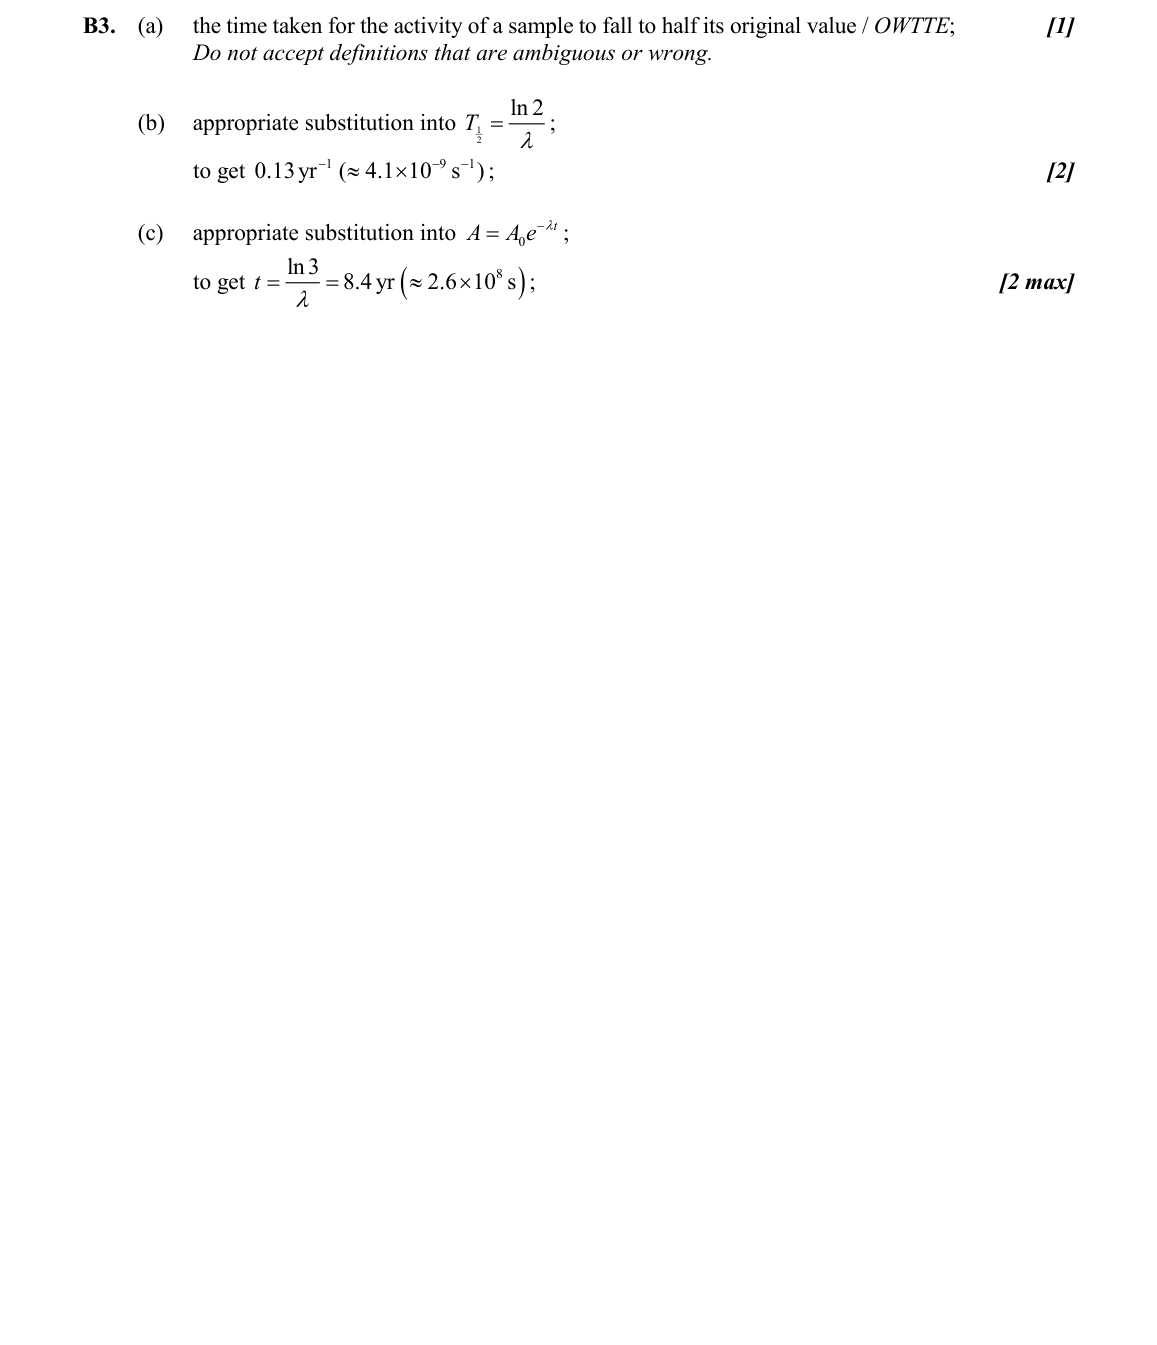 B3. (a) the time taken for the activity of a sample to fall to half its original value / OWTTE; [1]
Do not accept definitions that are ambiguous or wrong.
(b) appropriate substitution into T_{1/2} = ln 2 / λ ;
to get 0.13 yr⁻¹ (≈ 4.1×10⁻⁹ s⁻¹) ; [2]
(c) appropriate substitution into A = A₀e^{−λt} ;
to get t = ln 3 / λ = 8.4 yr (≈ 2.6×10⁸ s) ; [2 max]